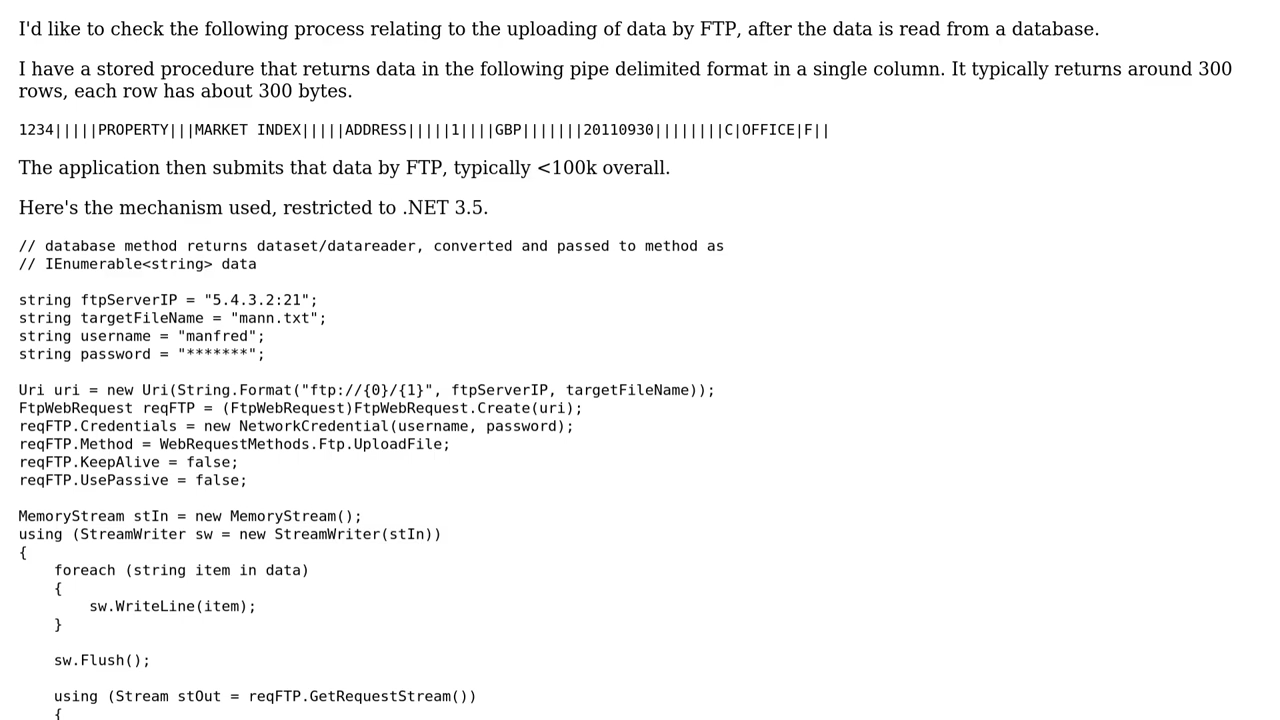 I'd like to check the following process relating to the uploading of data by FTP, after the data is read from a database.
I have a stored procedure that returns data in the following pipe delimited format in a single column. It typically returns around 300
rows, each row has about 300 bytes.
1234|||||PROPERTY|||MARKET INDEX|||||ADDRESS|||||1||||GBP|||||||20110930||||||||C|OFFICE|F||
The application then submits that data by FTP, typically <100k overall.
Here's the mechanism used, restricted to .NET 3.5.
// database method returns dataset/datareader, converted and passed to method as
// IEnumerable<string> data
string ftpServerIP = "5.4.3.2:21";
string targetFileName = "mann.txt";
string username = "manfred";
string password = "*******";
Uri uri = new Uri(String.Format("ftp://{0}/{1}", ftpServerIP, targetFileName));
FtpWebRequest reqFTP = (FtpWebRequest)FtpWebRequest.Create(uri);
reqFTP.Credentials = new NetworkCredential(username, password);
reqFTP.Method = WebRequestMethods.Ftp.UploadFile;
reqFTP.KeepAlive = false;
reqFTP.UsePassive = false;
MemoryStream stIn = new MemoryStream();
using (StreamWriter sw = new StreamWriter(stIn))
{
    foreach (string item in data)
    {
        sw.WriteLine(item);
    }
    sw.Flush();
    using (Stream stOut = reqFTP.GetRequestStream())
    {